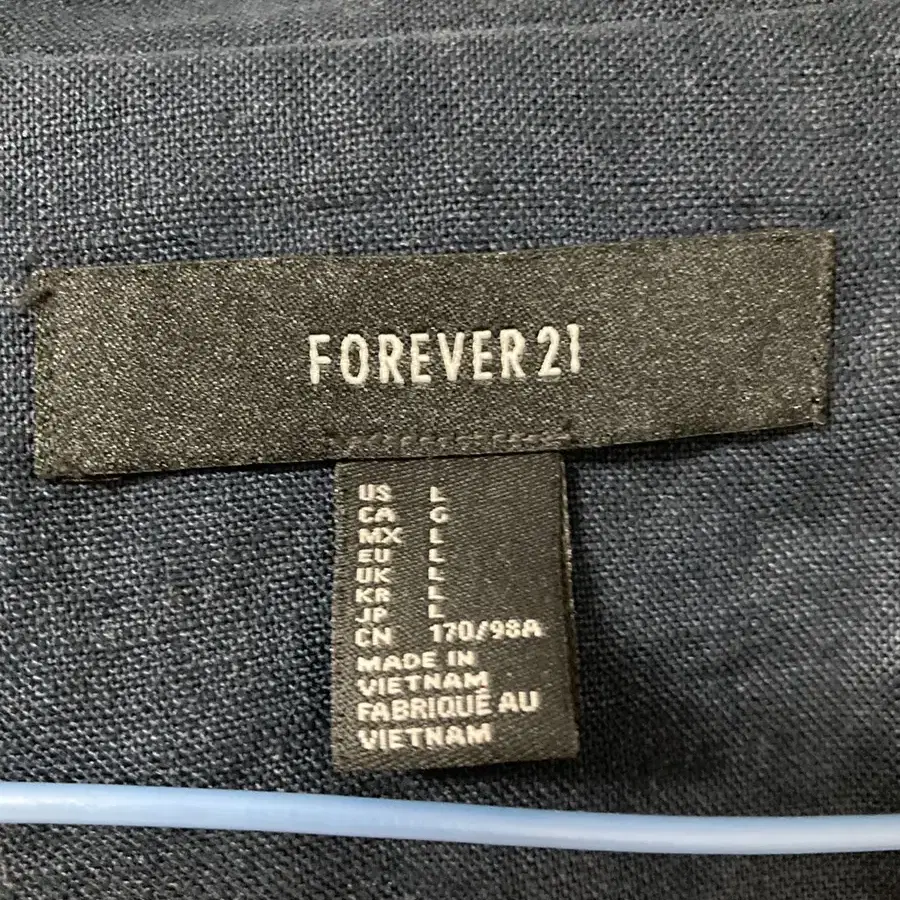 FOREVER 21
US L
CA G
MX L
EU L
UK L
KR L
JP L
CN 170/98A
MADE IN
VIETNAM
FABRIQUÉ AU
VIETNAM